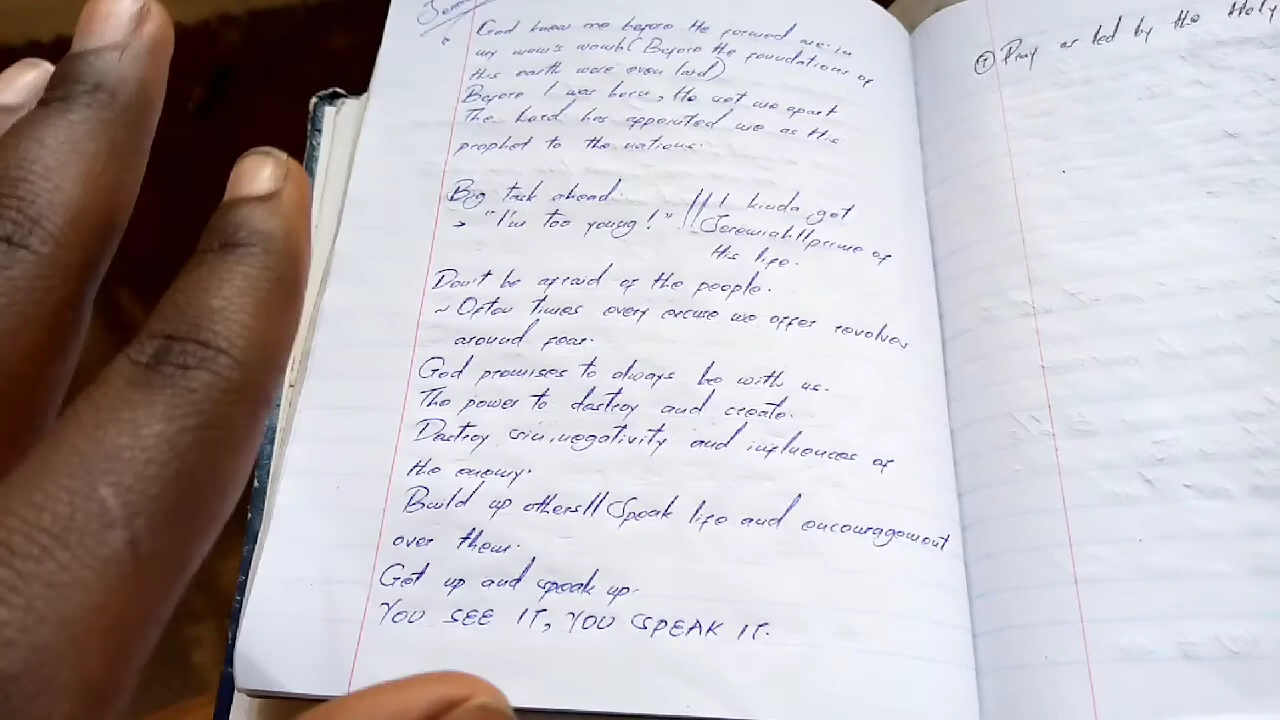 God knew me before He formed me in
my mom's womb (Before the foundations of
this earth were even laid)
Before I was born, He set me apart
The Lord has appointed me as His
prophet to the nations.
Big task ahead.
> "I'm too young!" || I kinda get
Jeremiah || prime of
His life.
Don't be afraid of the people.
~ Often times every excuse we offer revolves
around fear.
God promises to always be with us.
The power to destroy and create.
Destroy sin, negativity and influences of
the enemy.
Build up others || Speak life and encouragement
over them.
Get up and speak up.
YOU SEE IT, YOU SPEAK IT.
⑦ Pray as led by the Holy